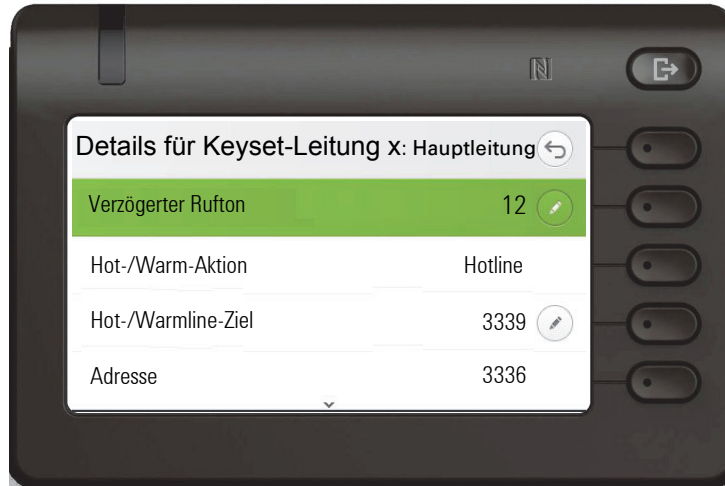 Details für Keyset-Leitung x: Hauptleitung
Verzögerter Rufton 12
Hot-/Warm-Aktion Hotline
Hot-/Warmline-Ziel 3339
Adresse 3336